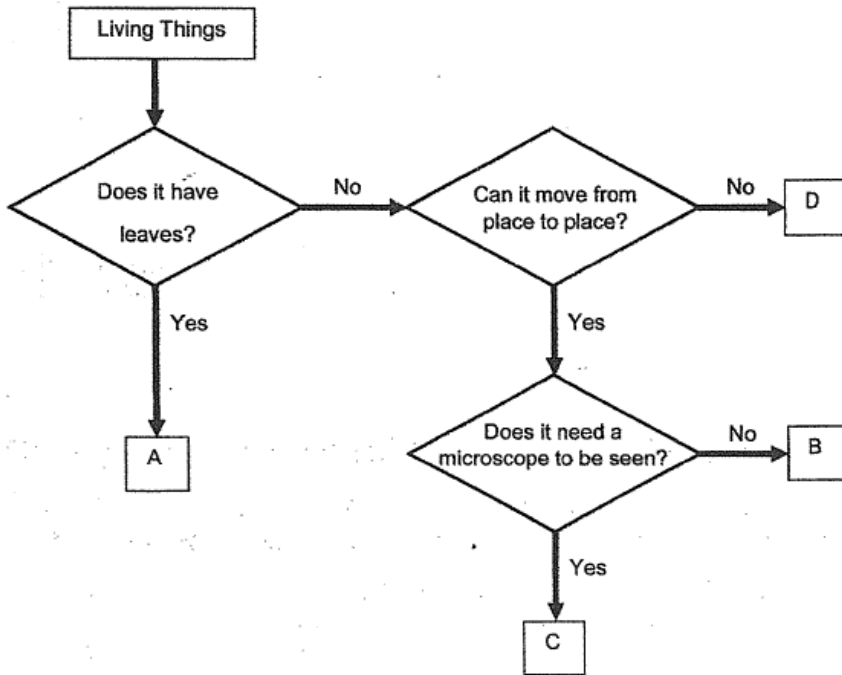 Living Things
Does it have
leaves?
No
Can it move from
place to place?
No
D
Yes
Yes
A
Does it need a
microscope to be seen?
No
B
Yes
C